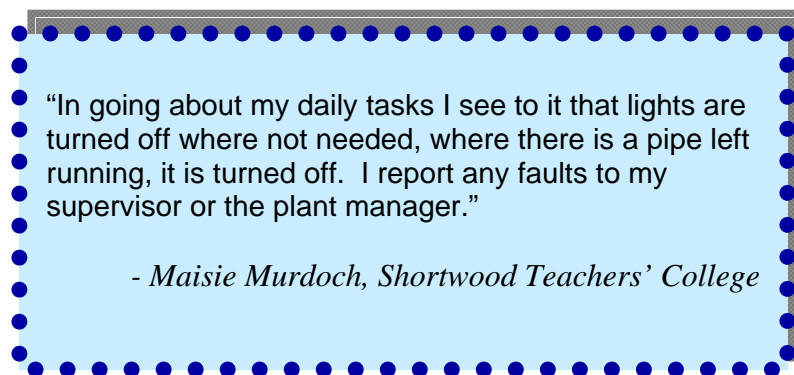 “In going about my daily tasks I see to it that lights are
turned off where not needed, where there is a pipe left
running, it is turned off.  I report any faults to my
supervisor or the plant manager.”
- Maisie Murdoch, Shortwood Teachers’ College